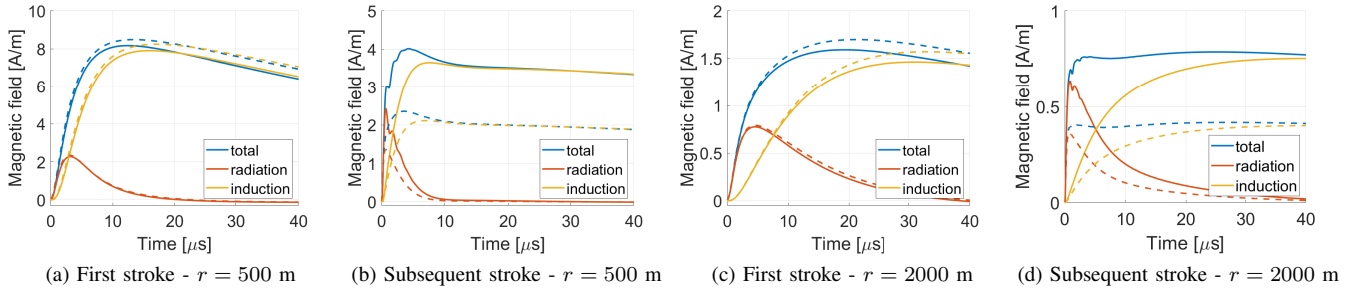 10
8
6
4
2
0
Magnetic field [A/m]
0 10 20 30 40
Time [μs]
total
radiation
induction
(a) First stroke - r = 500 m
5
4
3
2
1
0
Magnetic field [A/m]
0 10 20 30 40
Time [μs]
total
radiation
induction
(b) Subsequent stroke - r = 500 m
2
1.5
1
0.5
0
Magnetic field [A/m]
0 10 20 30 40
Time [μs]
total
radiation
induction
(c) First stroke - r = 2000 m
1
0.5
0
Magnetic field [A/m]
0 10 20 30 40
Time [μs]
total
radiation
induction
(d) Subsequent stroke - r = 2000 m